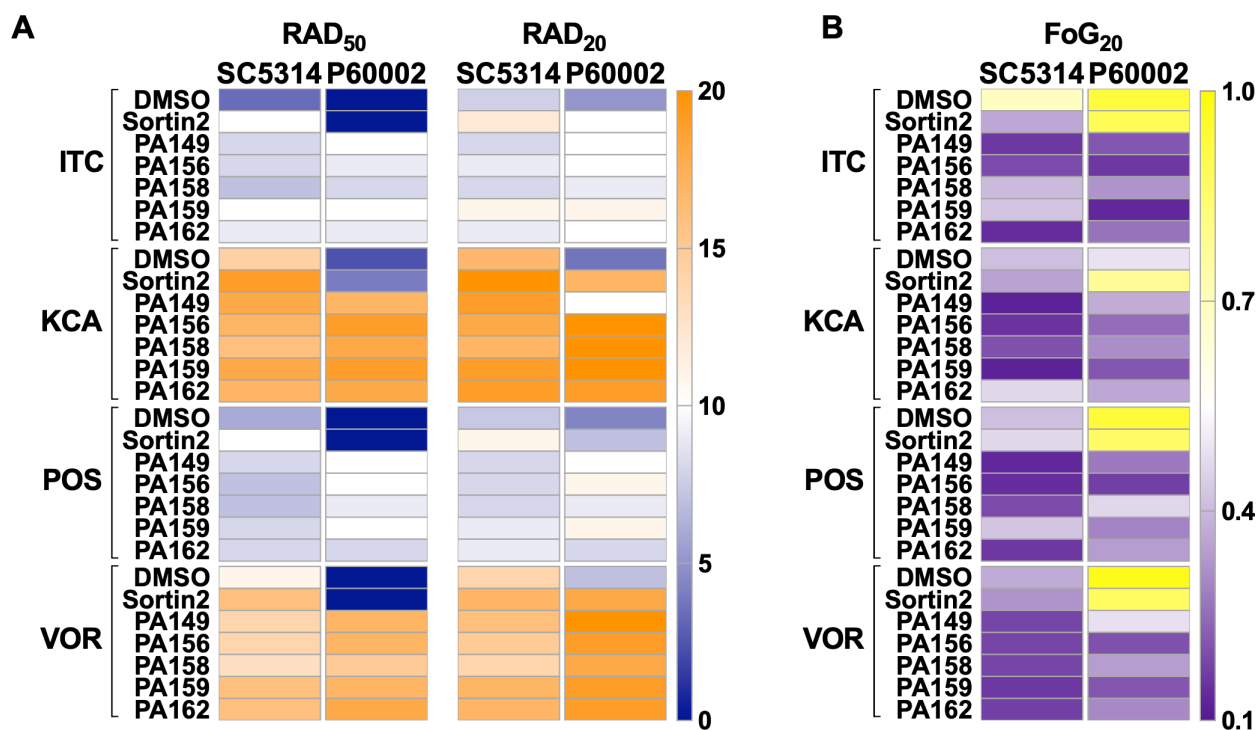 A
RAD50
RAD20
SC5314 P60002
SC5314 P60002
ITC
DMSO
Sortin2
PA149
PA156
PA158
PA159
PA162
KCA
DMSO
Sortin2
PA149
PA156
PA158
PA159
PA162
POS
DMSO
Sortin2
PA149
PA156
PA158
PA159
PA162
VOR
DMSO
Sortin2
PA149
PA156
PA158
PA159
PA162
20
15
10
5
0
B
FoG20
SC5314 P60002
ITC
DMSO
Sortin2
PA149
PA156
PA158
PA159
PA162
KCA
DMSO
Sortin2
PA149
PA156
PA158
PA159
PA162
POS
DMSO
Sortin2
PA149
PA156
PA158
PA159
PA162
VOR
DMSO
Sortin2
PA149
PA156
PA158
PA159
PA162
1.0
0.7
0.4
0.1